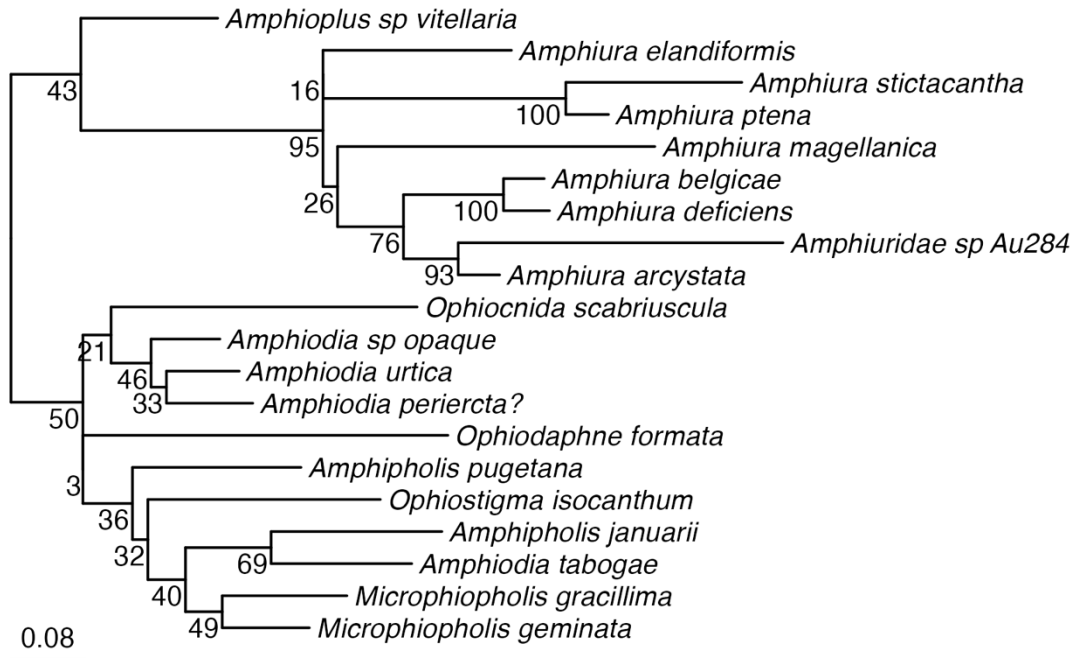 Amphioplus sp vitellaria
Amphiura elandiformis
43
16
Amphiura stictacantha
100
Amphiura ptena
95
Amphiura magellanica
Amphiura belgicae
26
100
Amphiura deficiens
76
Amphiuridae sp Au284
93
Amphiura arcystata
Ophiocnida scabriuscula
21
Amphiodia sp opaque
46
Amphiodia urtica
33
Amphiodia periercta?
50
Ophiodaphne formata
Amphipholis pugetana
3
36
Ophiostigma isocanthum
Amphipholis januarii
32
69
Amphiodia tabogae
40
Microphiopholis gracillima
49
Microphiopholis geminata
0.08